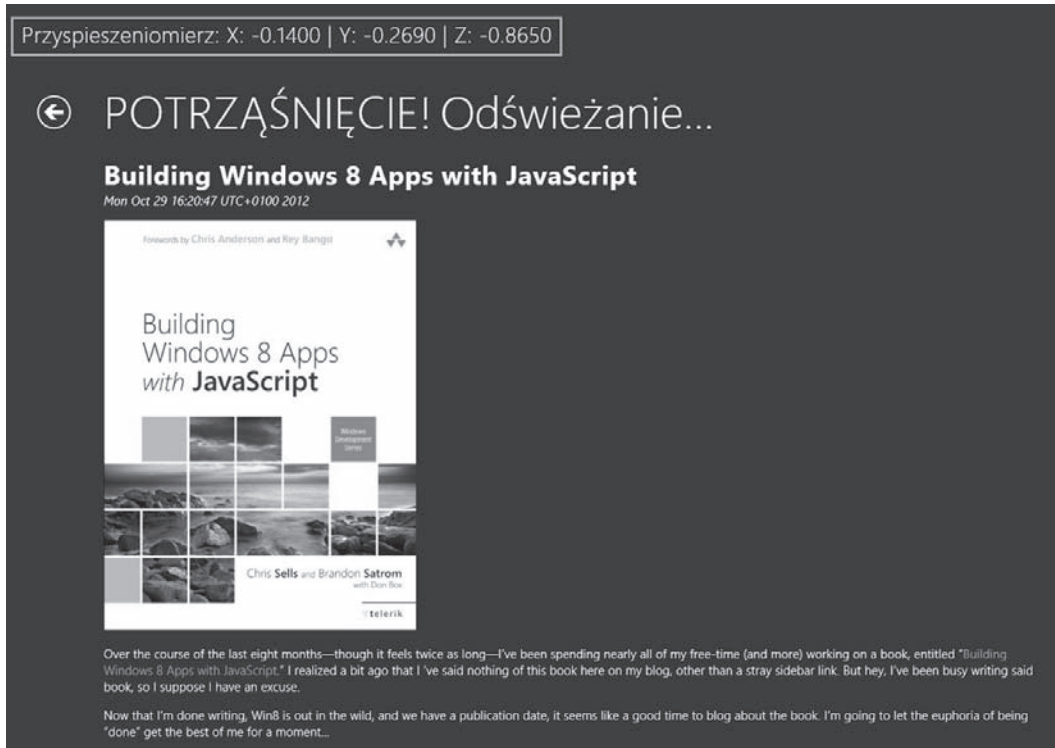 Przyspieszeniomierz: X: -0.1400 | Y: -0.2690 | Z: -0.8650
POTRZĄŚNIĘCIE! Odświeżanie...
Building Windows 8 Apps with JavaScript
Mon Oct 29 16:20:47 UTC+0100 2012
Forewords by Chris Anderson and Rey Bango
Building
Windows 8 Apps
with JavaScript
Windows
Development
Series
Chris Sells and Brandon Satrom
with Don Box
telerik
Over the course of the last eight months—though it feels twice as long—I've been spending nearly all of my free-time (and more) working on a book, entitled "Building
Windows 8 Apps with JavaScript." I realized a bit ago that I 've said nothing of this book here on my blog, other than a stray sidebar link. But hey, I've been busy writing said
book, so I suppose I have an excuse.
Now that I'm done writing, Win8 is out in the wild, and we have a publication date, it seems like a good time to blog about the book. I'm going to let the euphoria of being
"done" get the best of me for a moment...